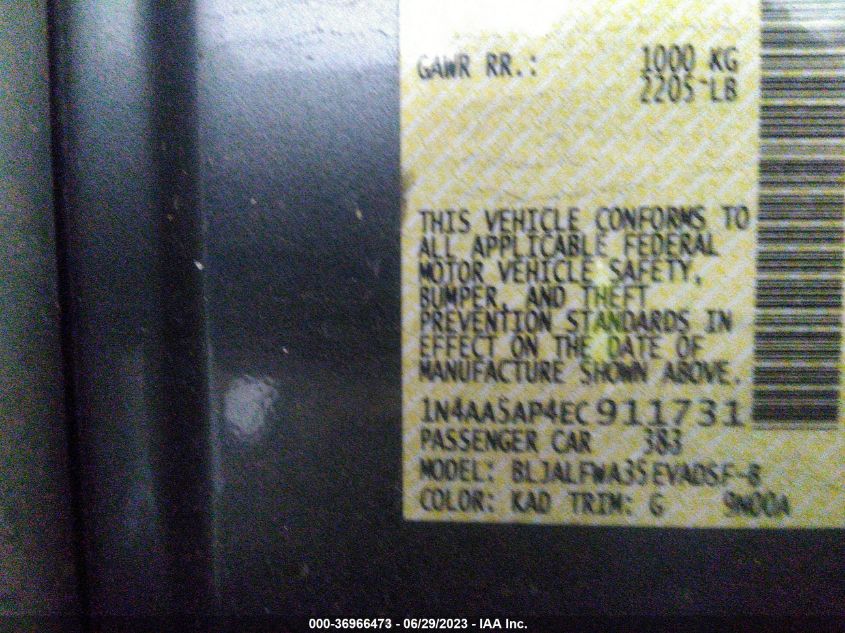 GAWR RR.: 1000 KG
2205 LB
THIS VEHICLE CONFORMS TO
ALL APPLICABLE FEDERAL
MOTOR VEHICLE SAFETY,
BUMPER, AND THEFT
PREVENTION STANDARDS IN
EFFECT ON THE DATE OF
MANUFACTURE SHOWN ABOVE.
1N4AA5AP4EC911731
PASSENGER CAR 383
MODEL: BLJALFWA35EVADSF-8
COLOR: KAD TRIM: G 9N00A
000-36966473 - 06/29/2023 - IAA Inc.